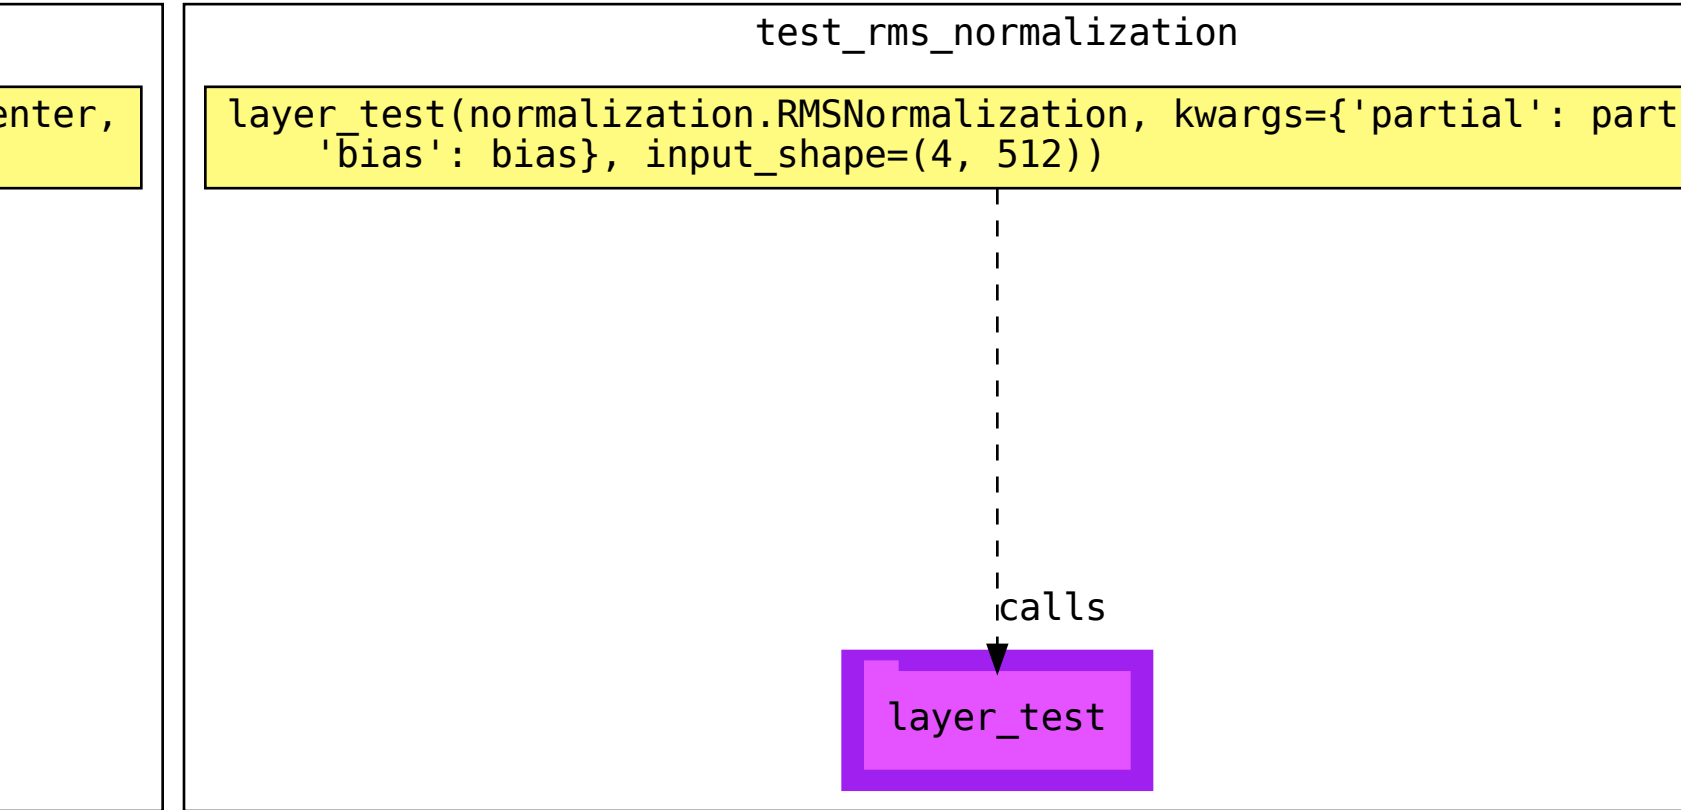 test_rms_normalization
enter,
layer_test(normalization.RMSNormalization, kwargs={'partial': part
'bias': bias}, input_shape=(4, 512))
calls
layer_test